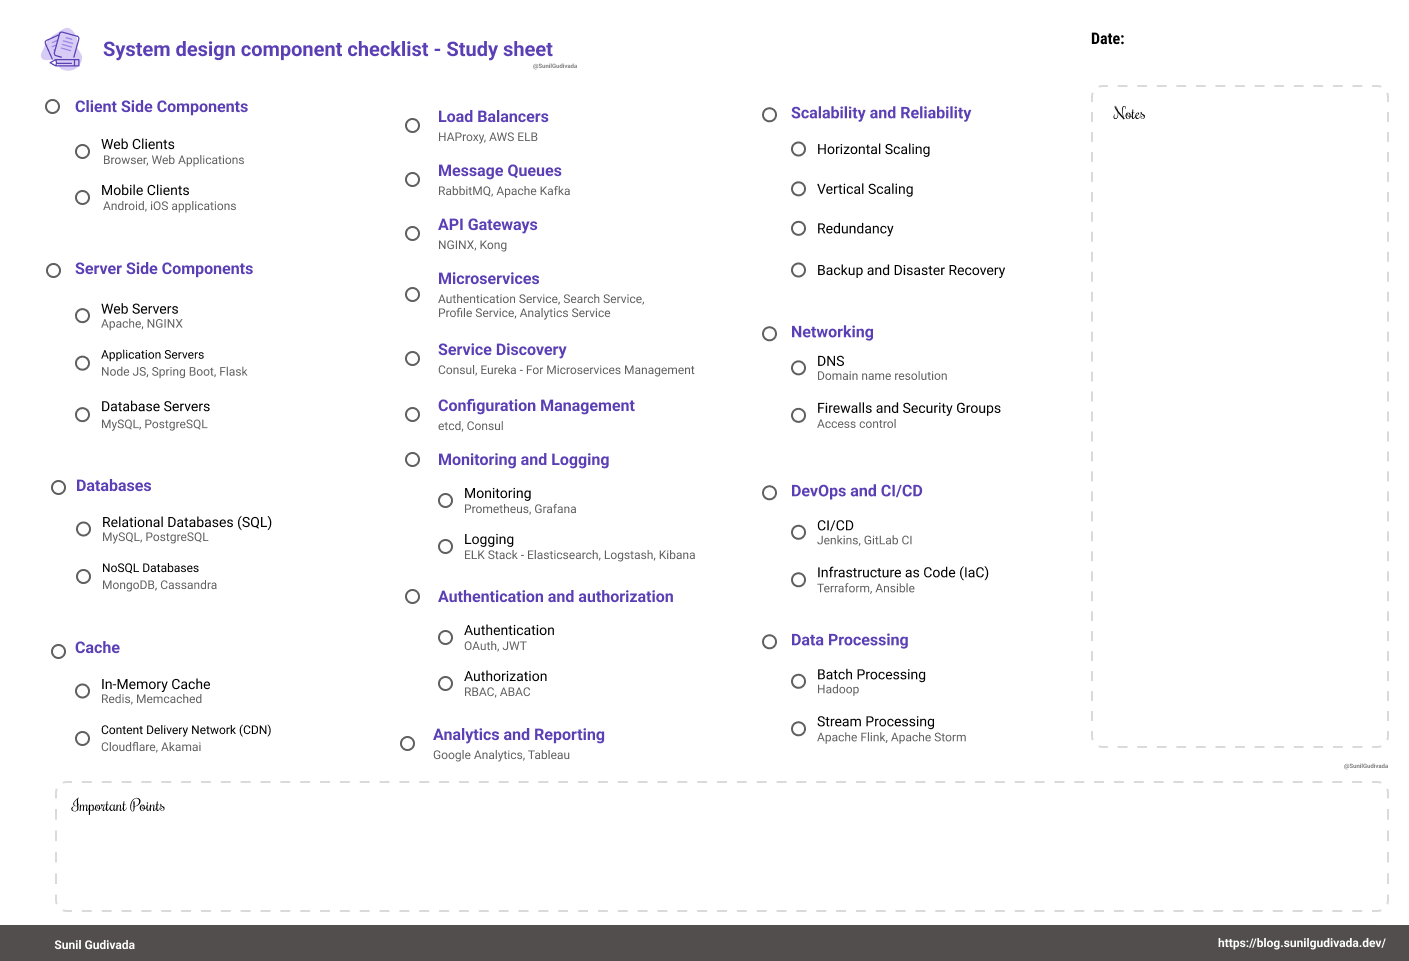 System design component checklist - Study sheet
@SunilGudivada
Date:
Client Side Components
Web Clients
Browser, Web Applications
Mobile Clients
Android, iOS applications
Server Side Components
Web Servers
Apache, NGINX
Application Servers
Node JS, Spring Boot, Flask
Database Servers
MySQL, PostgreSQL
Databases
Relational Databases (SQL)
MySQL, PostgreSQL
NoSQL Databases
MongoDB, Cassandra
Cache
In-Memory Cache
Redis, Memcached
Content Delivery Network (CDN)
Cloudflare, Akamai
Load Balancers
HAProxy, AWS ELB
Message Queues
RabbitMQ, Apache Kafka
API Gateways
NGINX, Kong
Microservices
Authentication Service, Search Service,
Profile Service, Analytics Service
Service Discovery
Consul, Eureka - For Microservices Management
Configuration Management
etcd, Consul
Monitoring and Logging
Monitoring
Prometheus, Grafana
Logging
ELK Stack - Elasticsearch, Logstash, Kibana
Authentication and authorization
Authentication
OAuth, JWT
Authorization
RBAC, ABAC
Analytics and Reporting
Google Analytics, Tableau
Scalability and Reliability
Horizontal Scaling
Vertical Scaling
Redundancy
Backup and Disaster Recovery
Networking
DNS
Domain name resolution
Firewalls and Security Groups
Access control
DevOps and CI/CD
CI/CD
Jenkins, GitLab CI
Infrastructure as Code (IaC)
Terraform, Ansible
Data Processing
Batch Processing
Hadoop
Stream Processing
Apache Flink, Apache Storm
Notes
@SunilGudivada
Important Points
Sunil Gudivada
https://blog.sunilgudivada.dev/